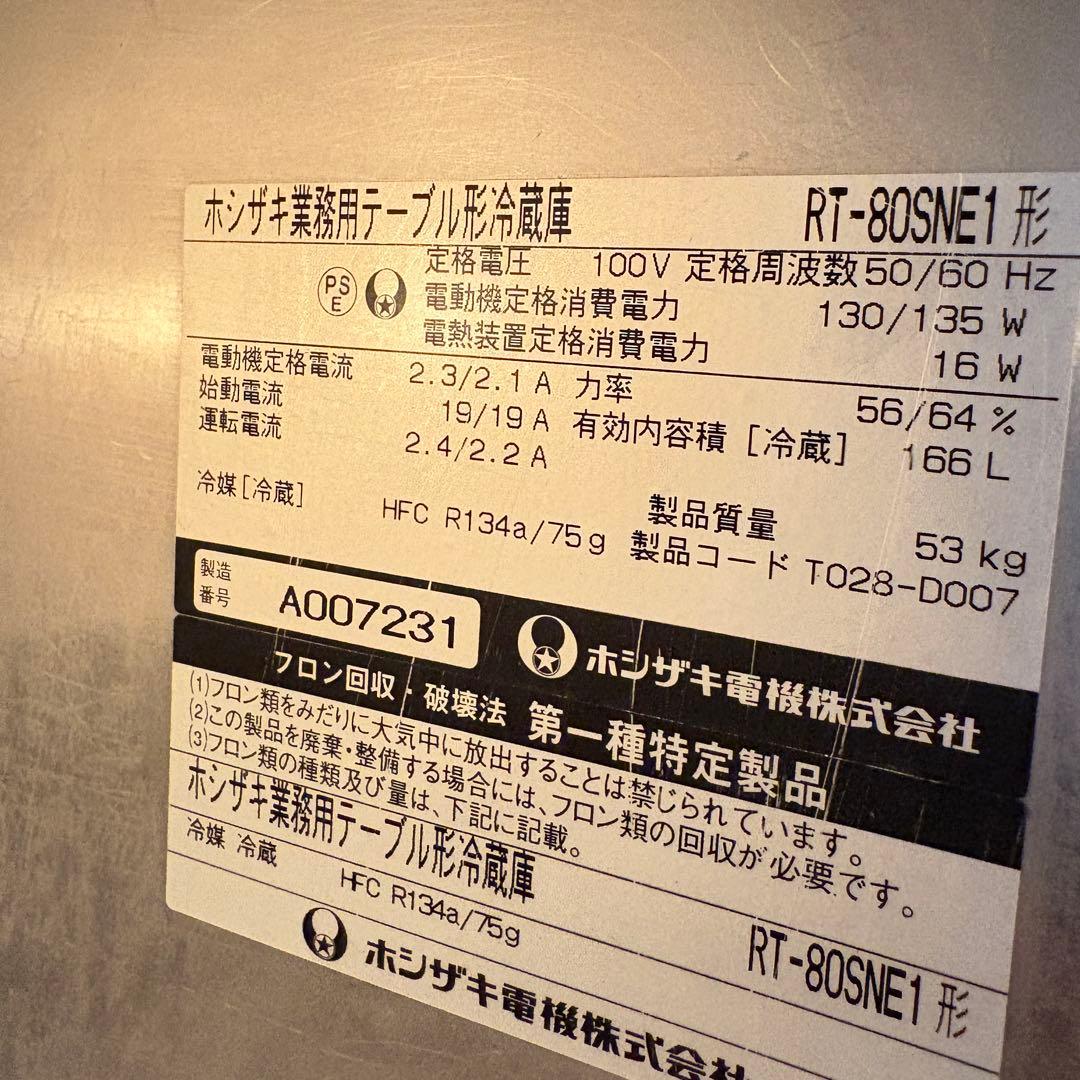 ホシザキ業務用テーブル形冷蔵庫 RT-80SNE1 形
PS E
定格電圧 100V 定格周波数 50/60 Hz
電動機定格消費電力 130/135 W
電熱装置定格消費電力 16 W
電動機定格電流 2.3/2.1 A 力率 56/64 %
始動電流 19/19 A 有効内容積 [冷蔵] 166 L
運転電流 2.4/2.2 A
冷媒[冷蔵] HFC R134a/75g 製品質量 53 kg
製品コード T028-D007
製造番号 A007231
ホシザキ電機株式会社
フロン回収・破壊法 第一種特定製品
(1)フロン類をみだりに大気中に放出することは禁じられています。
(2)この製品を廃棄・整備する場合には、フロン類の回収が必要です。
(3)フロン類の種類及び量は、下記に記載。
ホシザキ業務用テーブル形冷蔵庫 RT-80SNE1 形
冷媒 冷蔵 HFC R134a/75g
ホシザキ電機株式会社